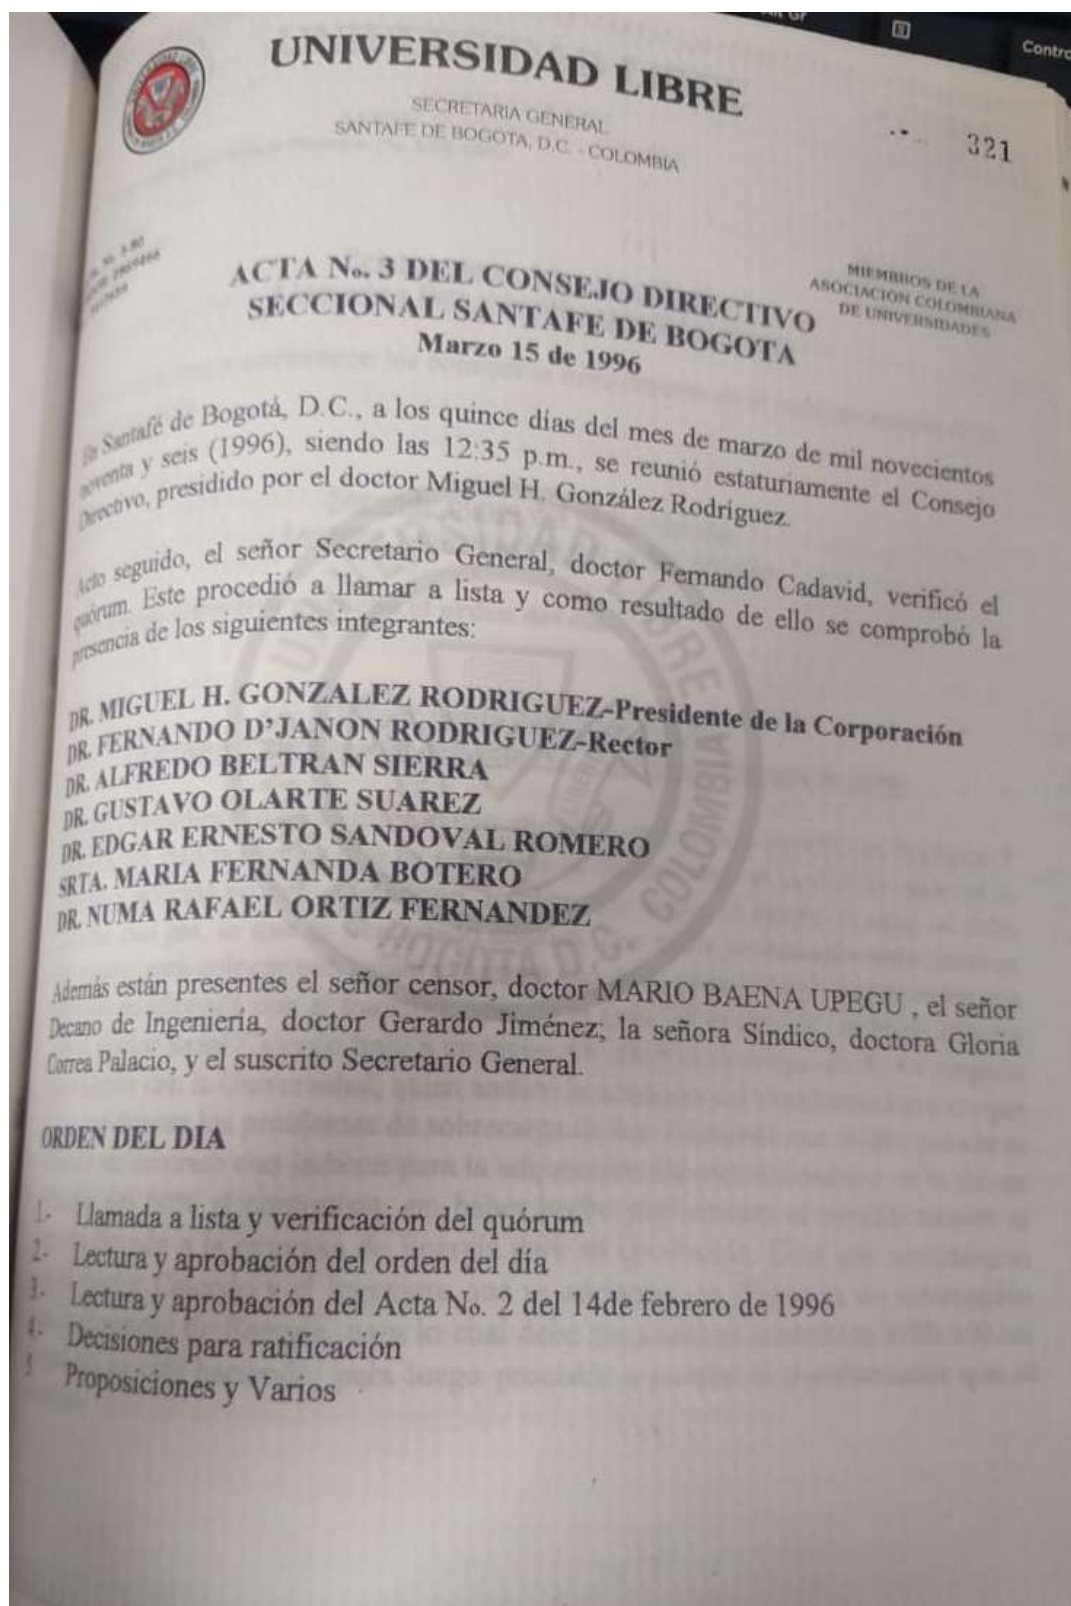 Control
UNIVERSIDAD LIBRE
SECRETARIA GENERAL
SANTAFE DE BOGOTA, D.C. - COLOMBIA
321
MIEMBROS DE LA
ASOCIACION COLOMBIANA
DE UNIVERSIDADES
ACTA No. 3 DEL CONSEJO DIRECTIVO
SECCIONAL SANTAFE DE BOGOTA
Marzo 15 de 1996
En Santafé de Bogotá, D.C., a los quince días del mes de marzo de mil novecientos
noventa y seis (1996), siendo las 12:35 p.m., se reunió estaturiamente el Consejo
Directivo, presidido por el doctor Miguel H. González Rodríguez.
Acto seguido, el señor Secretario General, doctor Fernando Cadavid, verificó el
quórum. Este procedió a llamar a lista y como resultado de ello se comprobó la
presencia de los siguientes integrantes:
DR. MIGUEL H. GONZALEZ RODRIGUEZ-Presidente de la Corporación
DR. FERNANDO D'JANON RODRIGUEZ-Rector
DR. ALFREDO BELTRAN SIERRA
DR. GUSTAVO OLARTE SUAREZ
DR. EDGAR ERNESTO SANDOVAL ROMERO
SRTA. MARIA FERNANDA BOTERO
DR. NUMA RAFAEL ORTIZ FERNANDEZ
Además están presentes el señor censor, doctor MARIO BAENA UPEGU , el señor
Decano de Ingeniería, doctor Gerardo Jiménez; la señora Síndico, doctora Gloria
Correa Palacio, y el suscrito Secretario General.
ORDEN DEL DIA
1- Llamada a lista y verificación del quórum
2- Lectura y aprobación del orden del día
3- Lectura y aprobación del Acta No. 2 del 14de febrero de 1996
4- Decisiones para ratificación
5 Proposiciones y Varios